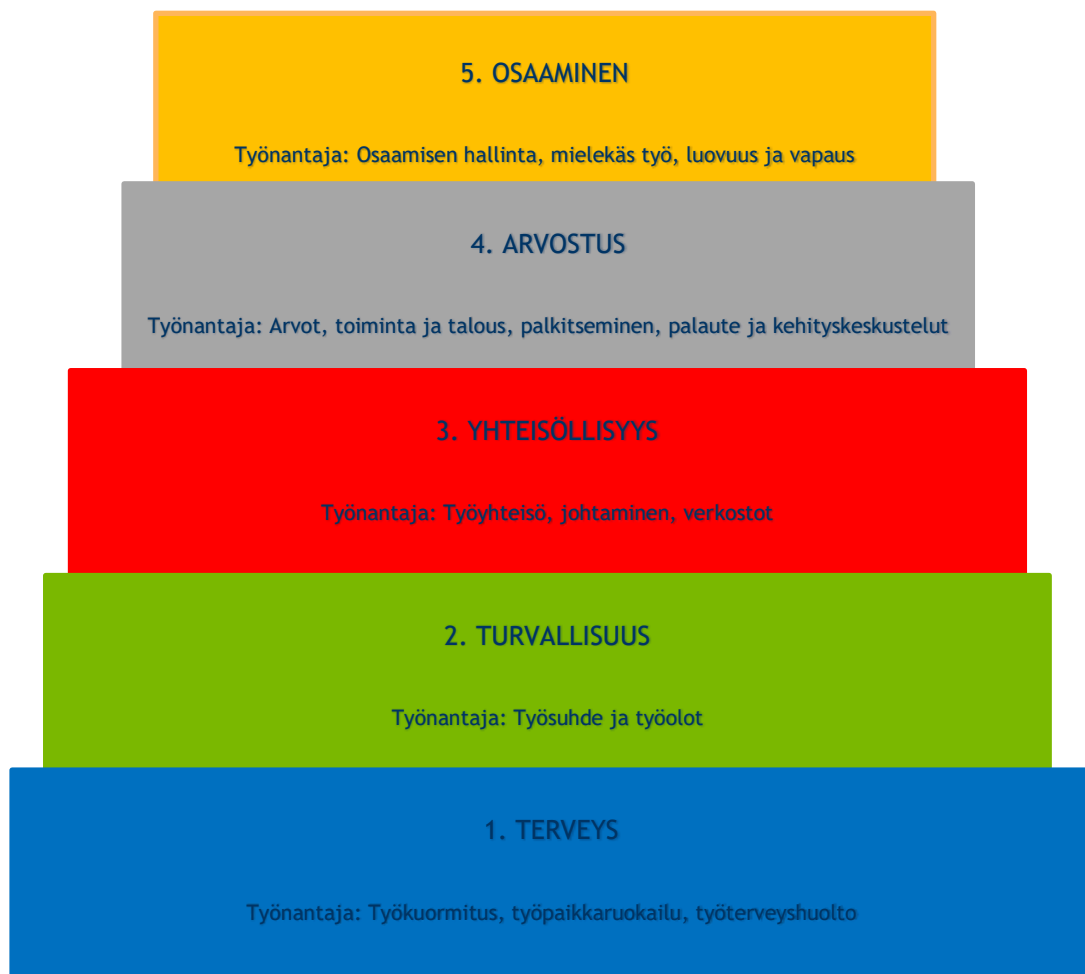 5. OSAAMINEN
Työnantaja: Osaamisen hallinta, mielekäs työ, luovuus ja vapaus
4. ARVOSTUS
Työnantaja: Arvot, toiminta ja talous, palkitseminen, palaute ja kehityskeskustelut
3. YHTEISÖLLISYYS
Työnantaja: Työyhteisö, johtaminen, verkostot
2. TURVALLISUUS
Työnantaja: Työsuhde ja työolot
1. TERVEYS
Työnantaja: Työkuormitus, työpaikkaruokailu, työterveyshuolto